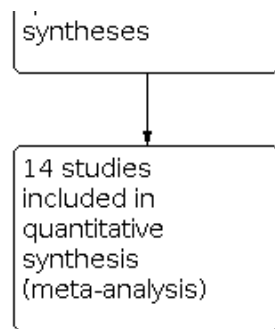 syntheses
14 studies
included in
quantitative
synthesis
(meta-analysis)